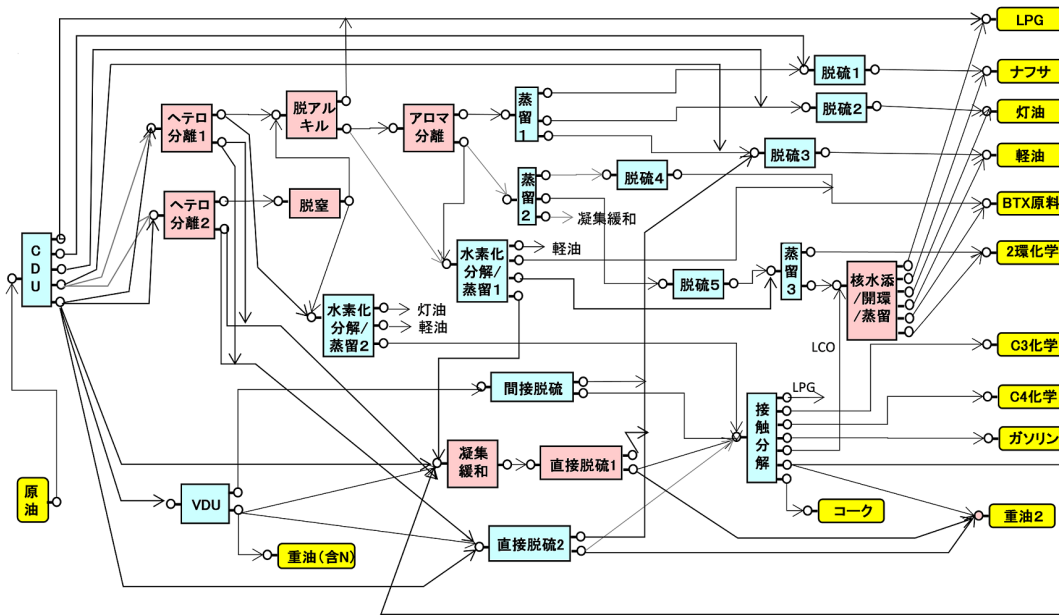 LPG
ナフサ
灯油
軽油
BTX原料
2環化学
C3化学
C4化学
ガソリン
重油2
コーク
重油(含N)
原油
CDU
ヘテロ
分離1
ヘテロ
分離2
脱アル
キル
脱窒
アロマ
分離
蒸留1
蒸留2
凝集緩和
脱硫1
脱硫2
脱硫3
脱硫4
脱硫5
蒸留3
水素化
分解/
蒸留1
軽油
水素化
分解/
蒸留2
灯油
軽油
核水添
/開環
/蒸留
LCO
間接脱硫
凝集
緩和
直接脱硫1
直接脱硫2
VDU
接触分解
LPG